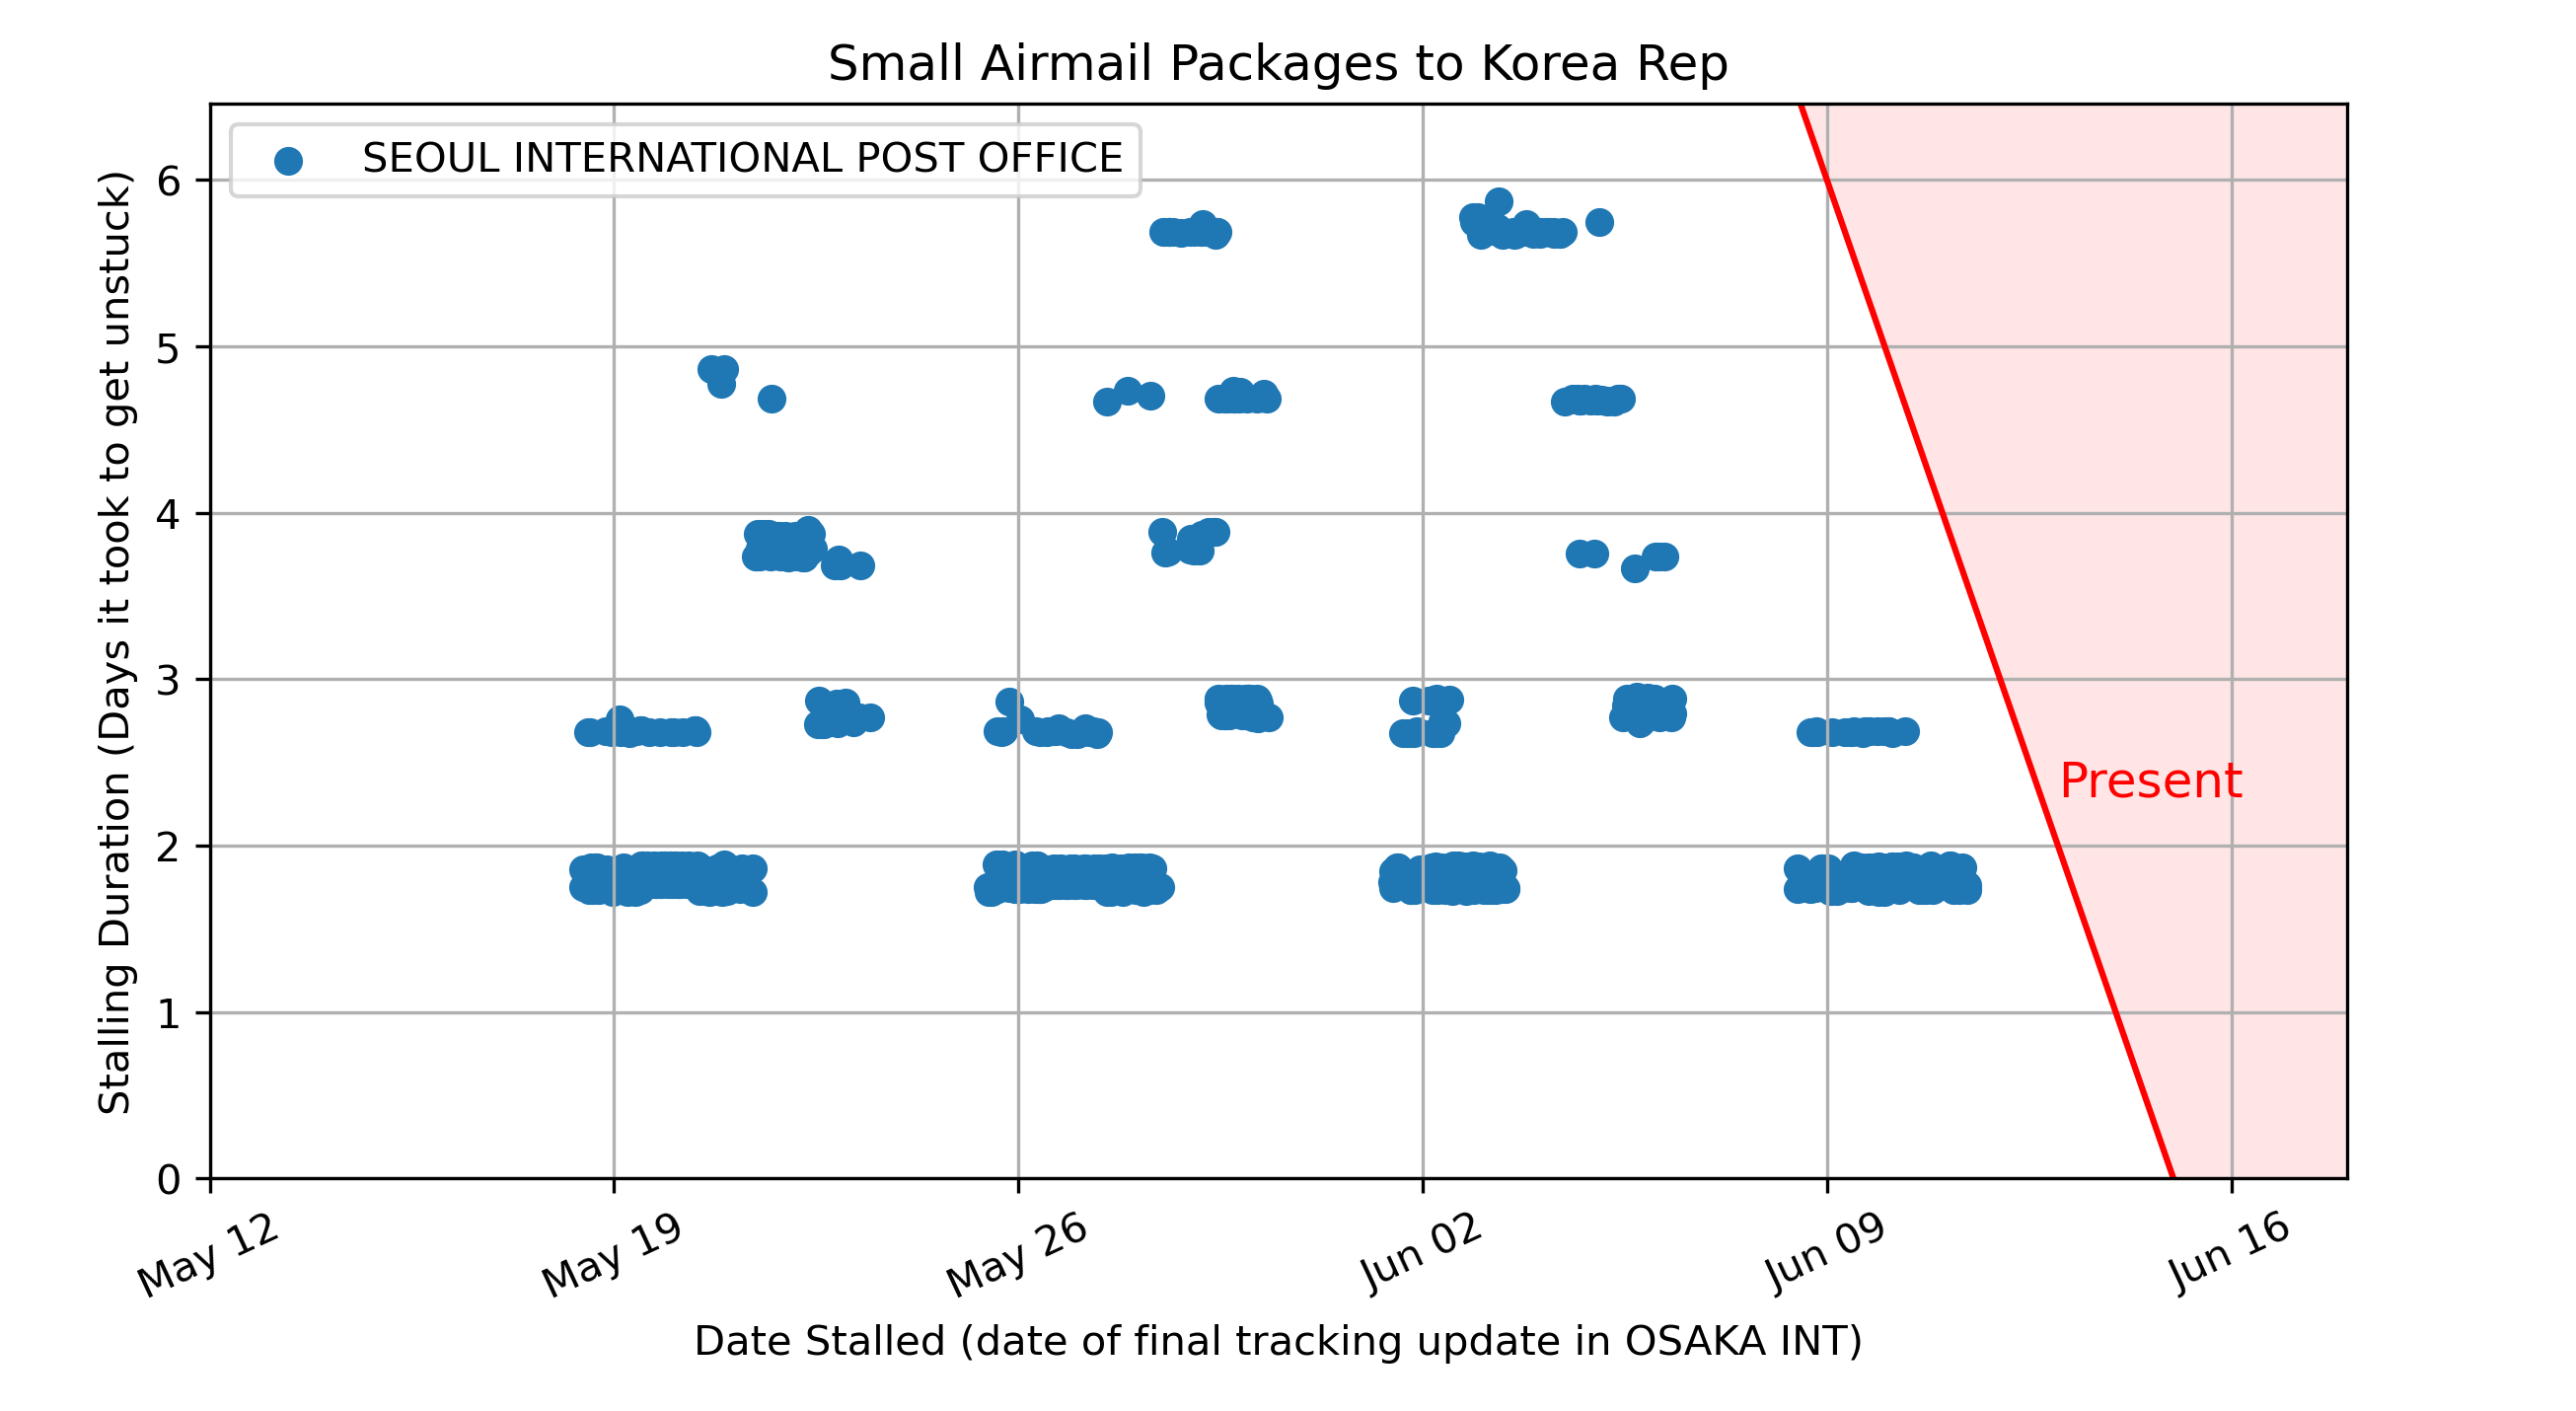 Small Airmail Packages to Korea Rep
SEOUL INTERNATIONAL POST OFFICE
Stalling Duration (Days it took to get unstuck)
6
5
4
3
2
1
0
Present
May 12
May 19
May 26
Jun 02
Jun 09
Jun 16
Date Stalled (date of final tracking update in OSAKA INT)